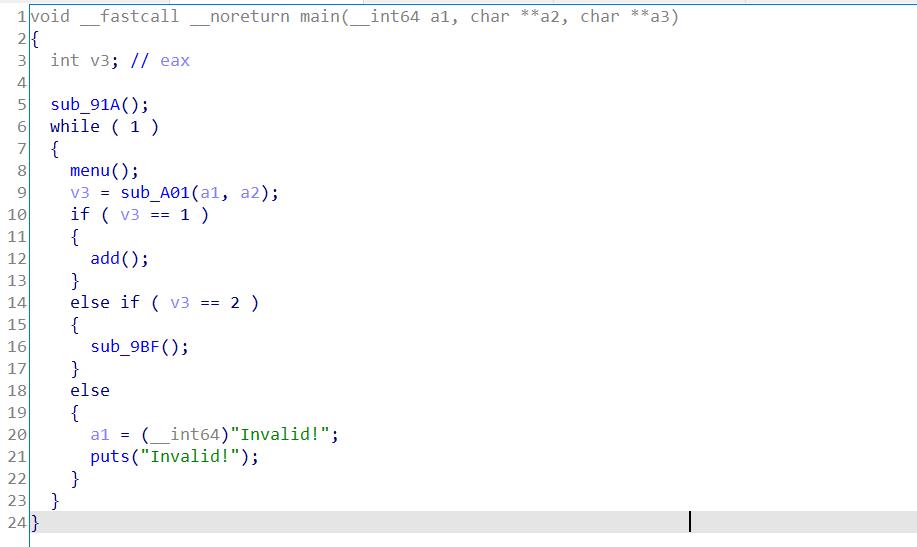 1 void __fastcall __noreturn main(__int64 a1, char **a2, char **a3)
2 {
3   int v3; // eax
4
5   sub_91A();
6   while ( 1 )
7   {
8     menu();
9     v3 = sub_A01(a1, a2);
10     if ( v3 == 1 )
11     {
12       add();
13     }
14     else if ( v3 == 2 )
15     {
16       sub_9BF();
17     }
18     else
19     {
20       a1 = (__int64)"Invalid!";
21       puts("Invalid!");
22     }
23   }
24 }